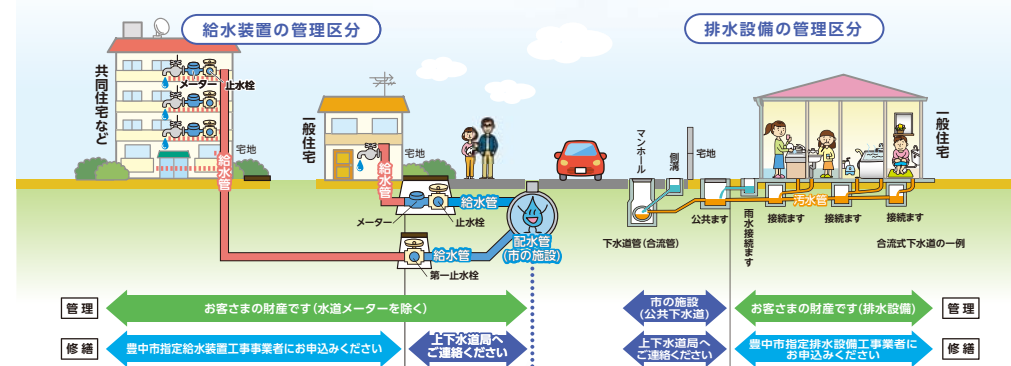 給水装置の管理区分
排水設備の管理区分
共同住宅など
メーター
止水栓
宅地
給水管
一般住宅
宅地
給水管
メーター
止水栓
給水管
第一止水栓
給水管
配水管
(市の施設)
マンホール
側溝
宅地
一般住宅
下水道管(合流管)
公共ます
雨水接続ます
接続ます
汚水管
接続ます
接続ます
合流式下水道の一例
管理
お客さまの財産です(水道メーターを除く)
市の施設
(公共下水道)
お客さまの財産です(排水設備)
管理
修繕
豊中市指定給水装置工事事業者にお申込みください
上下水道局へ
ご連絡ください
上下水道局へ
ご連絡ください
豊中市指定排水設備工事業者に
お申込みください
修繕